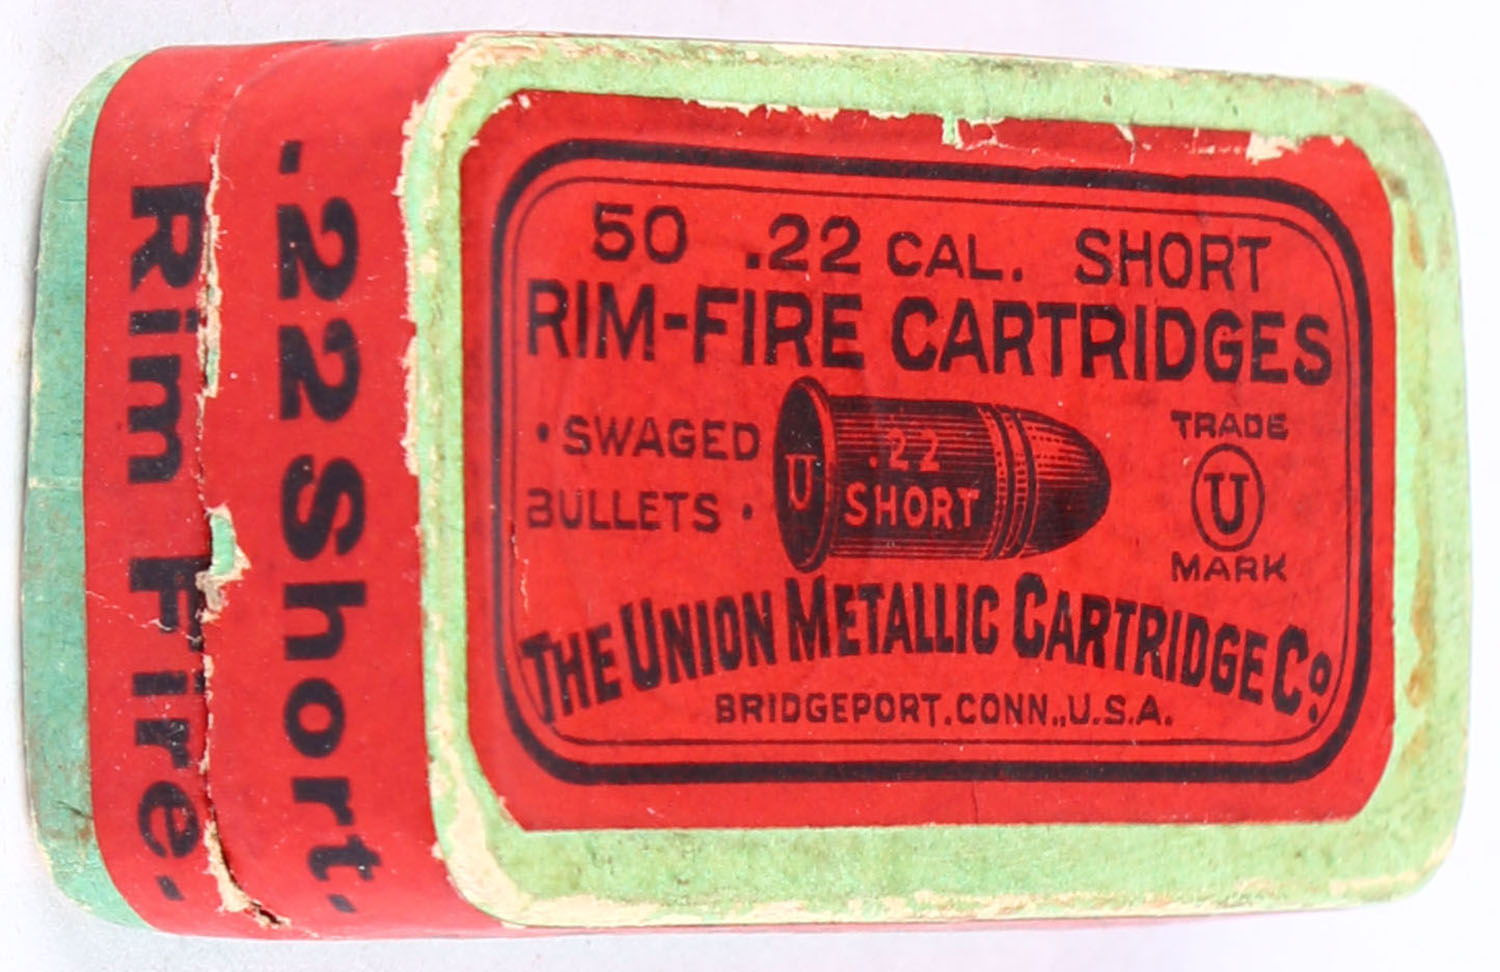 50 .22 CAL. SHORT
RIM-FIRE CARTRIDGES
· SWAGED
BULLETS ·
U
.22
SHORT
TRADE
U
MARK
THE UNION METALLIC CARTRIDGE Co.
BRIDGEPORT, CONN., U.S.A.
.22 Short.
Rim Fire.